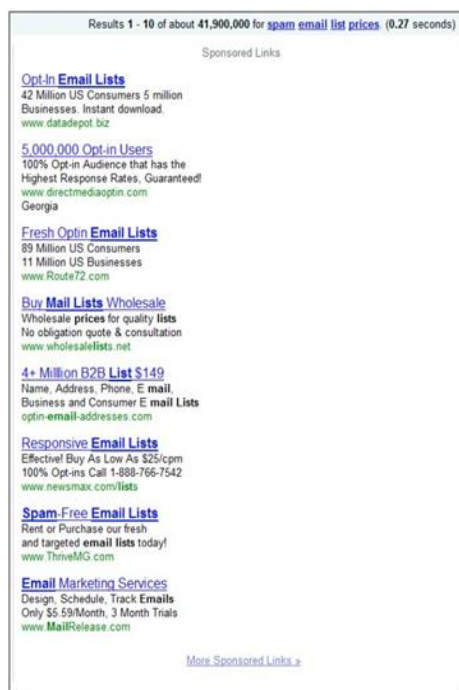 Results 1 - 10 of about 41,900,000 for spam email list prices. (0.27 seconds)
Sponsored Links
Opt-In Email Lists
42 Million US Consumers 5 million
Businesses. Instant download.
www.datadepot.biz
5,000,000 Opt-in Users
100% Opt-in Audience that has the
Highest Response Rates, Guaranteed!
www.directmediaoptin.com
Georgia
Fresh Optin Email Lists
89 Million US Consumers
11 Million US Businesses
www.Route72.com
Buy Mail Lists Wholesale
Wholesale prices for quality lists
No obligation quote & consultation
www.wholesalelists.net
4+ Million B2B List $149
Name, Address, Phone, E mail,
Business and Consumer E mail Lists
optin-email-addresses.com
Responsive Email Lists
Effective! Buy As Low As $25/cpm
100% Opt-ins Call 1-888-766-7542
www.newsmax.com/lists
Spam-Free Email Lists
Rent or Purchase our fresh
and targeted email lists today!
www.ThriveMG.com
Email Marketing Services
Design, Schedule, Track Emails
Only $5.59/Month, 3 Month Trials
www.MailRelease.com
More Sponsored Links »